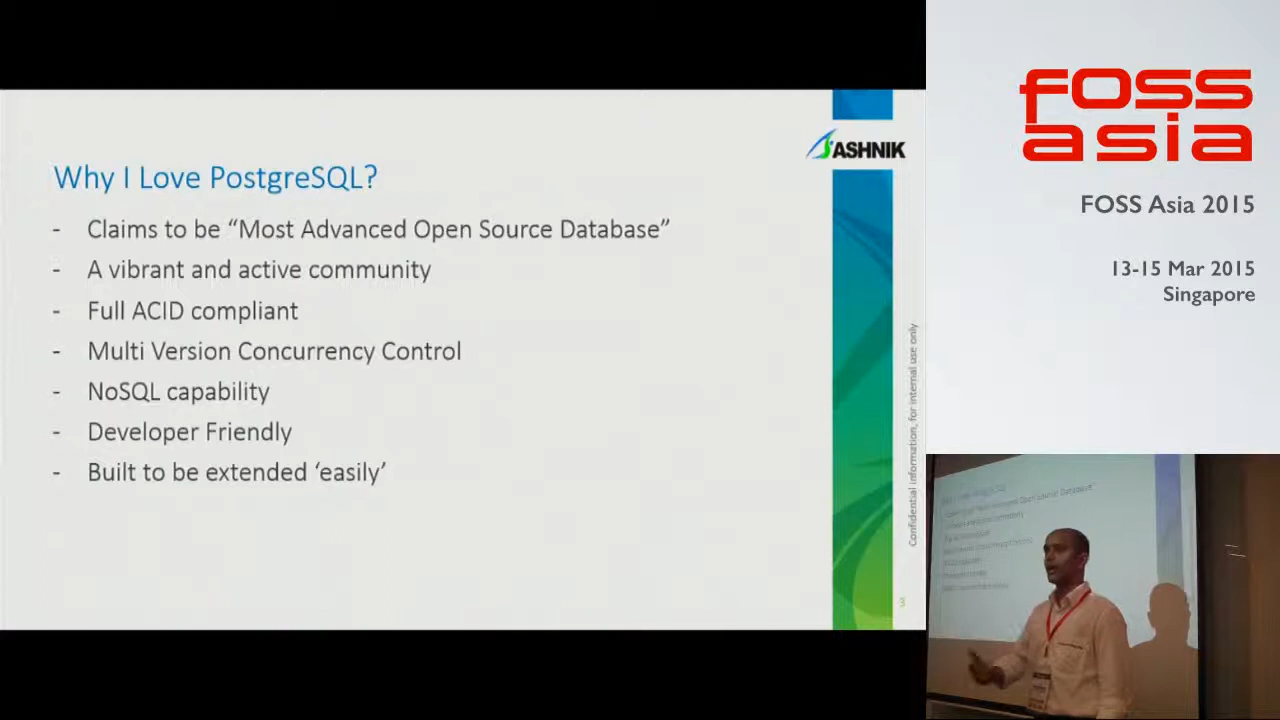 Why I Love PostgreSQL?
- Claims to be “Most Advanced Open Source Database”
- A vibrant and active community
- Full ACID compliant
- Multi Version Concurrency Control
- NoSQL capability
- Developer Friendly
- Built to be extended ‘easily’
ASHNIK
Confidential information, for internal use only
3
FOSS
asia
FOSS Asia 2015
13-15 Mar 2015
Singapore